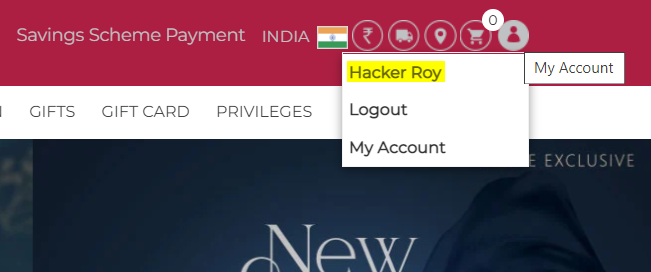 Savings Scheme Payment INDIA ₹ 0
Hacker Roy
My Account
Logout
My Account
GIFTS GIFT CARD PRIVILEGES
E EXCLUSIVE
New